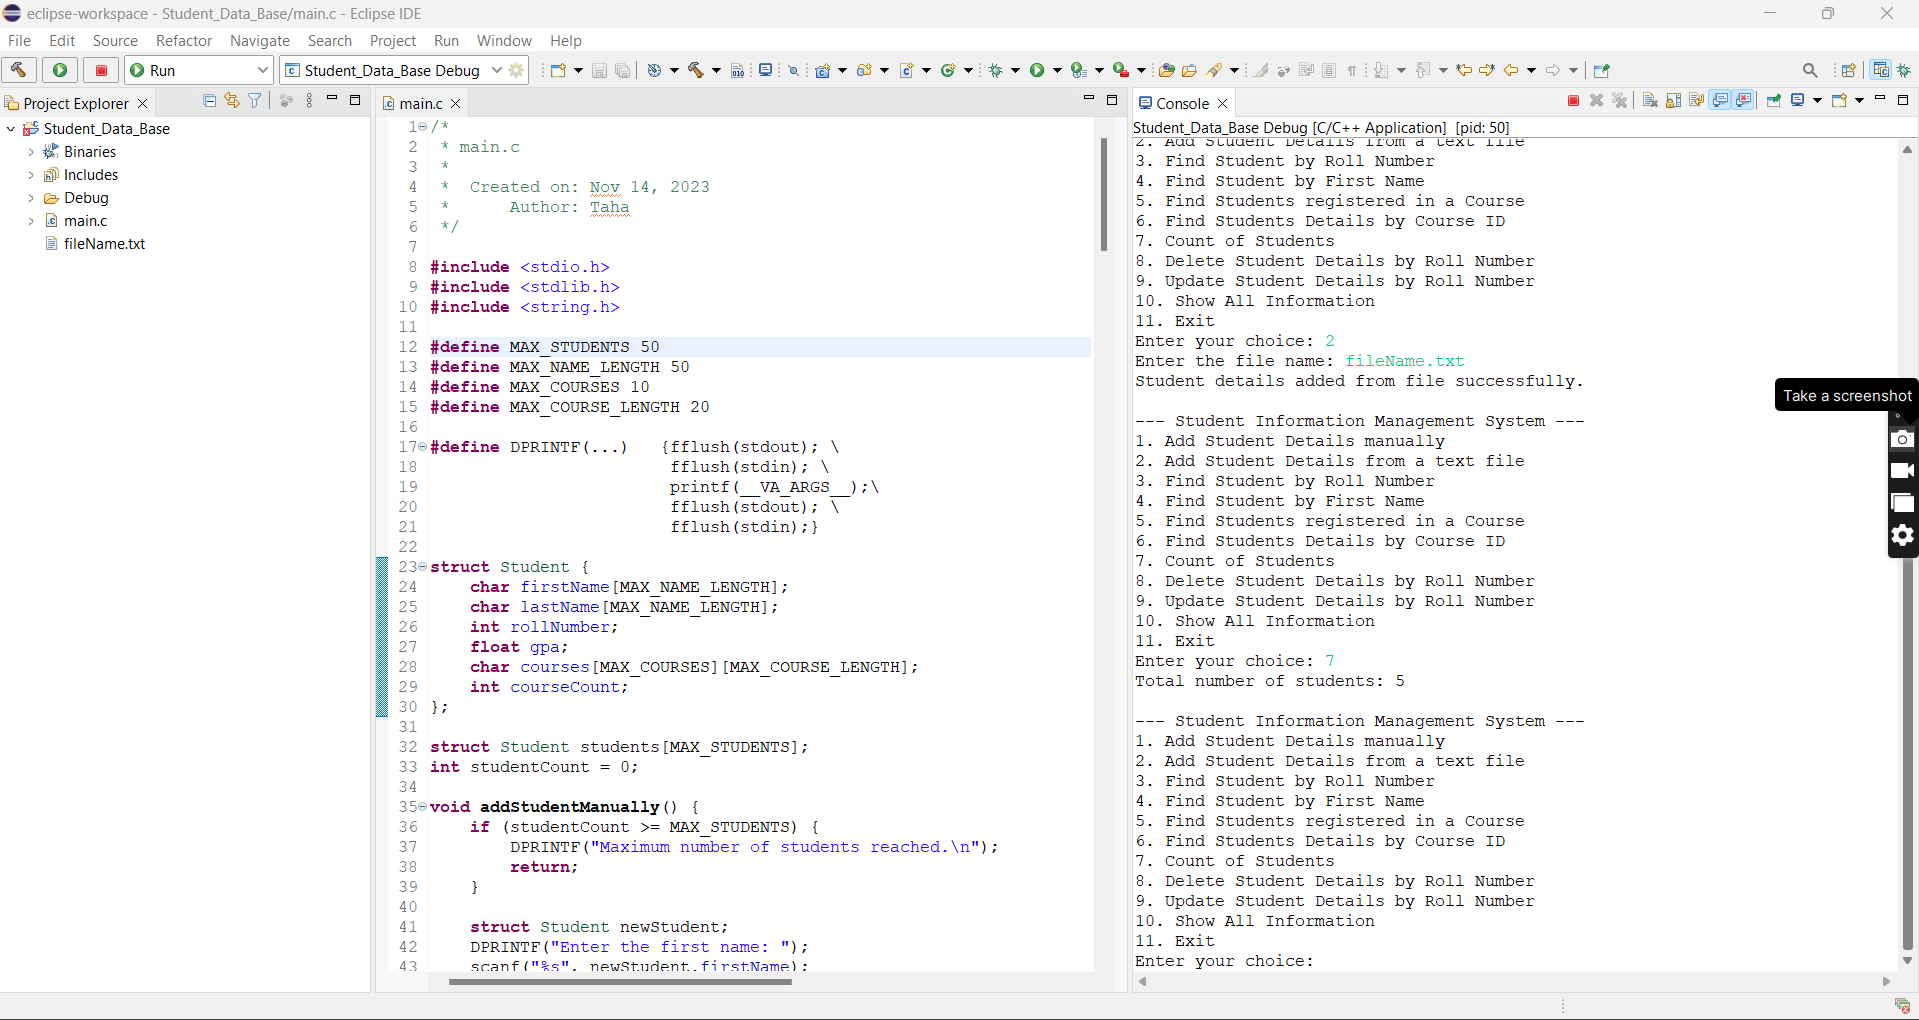 eclipse-workspace - Student_Data_Base/main.c - Eclipse IDE
File Edit Source Refactor Navigate Search Project Run Window Help
Run
Student_Data_Base Debug
Project Explorer
Student_Data_Base
Binaries
Includes
Debug
main.c
fileName.txt
main.c
1 /*
2  * main.c
3  *
4  *  Created on: Nov 14, 2023
5  *      Author: Taha
6  */
7
8 #include <stdio.h>
9 #include <stdlib.h>
10 #include <string.h>
11
12 #define MAX_STUDENTS 50
13 #define MAX_NAME_LENGTH 50
14 #define MAX_COURSES 10
15 #define MAX_COURSE_LENGTH 20
16
17 #define DPRINTF(...)   {fflush(stdout); \
18                         fflush(stdin); \
19                         printf(__VA_ARGS__);\
20                         fflush(stdout); \
21                         fflush(stdin);}
22
23 struct Student {
24     char firstName[MAX_NAME_LENGTH];
25     char lastName[MAX_NAME_LENGTH];
26     int rollNumber;
27     float gpa;
28     char courses[MAX_COURSES][MAX_COURSE_LENGTH];
29     int courseCount;
30 };
31
32 struct Student students[MAX_STUDENTS];
33 int studentCount = 0;
34
35 void addStudentManually() {
36     if (studentCount >= MAX_STUDENTS) {
37         DPRINTF("Maximum number of students reached.\n");
38         return;
39     }
40
41     struct Student newStudent;
42     DPRINTF("Enter the first name: ");
43     scanf("%s", newStudent.firstName);
Console
Student_Data_Base Debug [C/C++ Application] [pid: 50]
2. Add Student Details from a text file
3. Find Student by Roll Number
4. Find Student by First Name
5. Find Students registered in a Course
6. Find Students Details by Course ID
7. Count of Students
8. Delete Student Details by Roll Number
9. Update Student Details by Roll Number
10. Show All Information
11. Exit
Enter your choice: 2
Enter the file name: fileName.txt
Student details added from file successfully.
--- Student Information Management System ---
1. Add Student Details manually
2. Add Student Details from a text file
3. Find Student by Roll Number
4. Find Student by First Name
5. Find Students registered in a Course
6. Find Students Details by Course ID
7. Count of Students
8. Delete Student Details by Roll Number
9. Update Student Details by Roll Number
10. Show All Information
11. Exit
Enter your choice: 7
Total number of students: 5
--- Student Information Management System ---
1. Add Student Details manually
2. Add Student Details from a text file
3. Find Student by Roll Number
4. Find Student by First Name
5. Find Students registered in a Course
6. Find Students Details by Course ID
7. Count of Students
8. Delete Student Details by Roll Number
9. Update Student Details by Roll Number
10. Show All Information
11. Exit
Enter your choice:
Take a screenshot